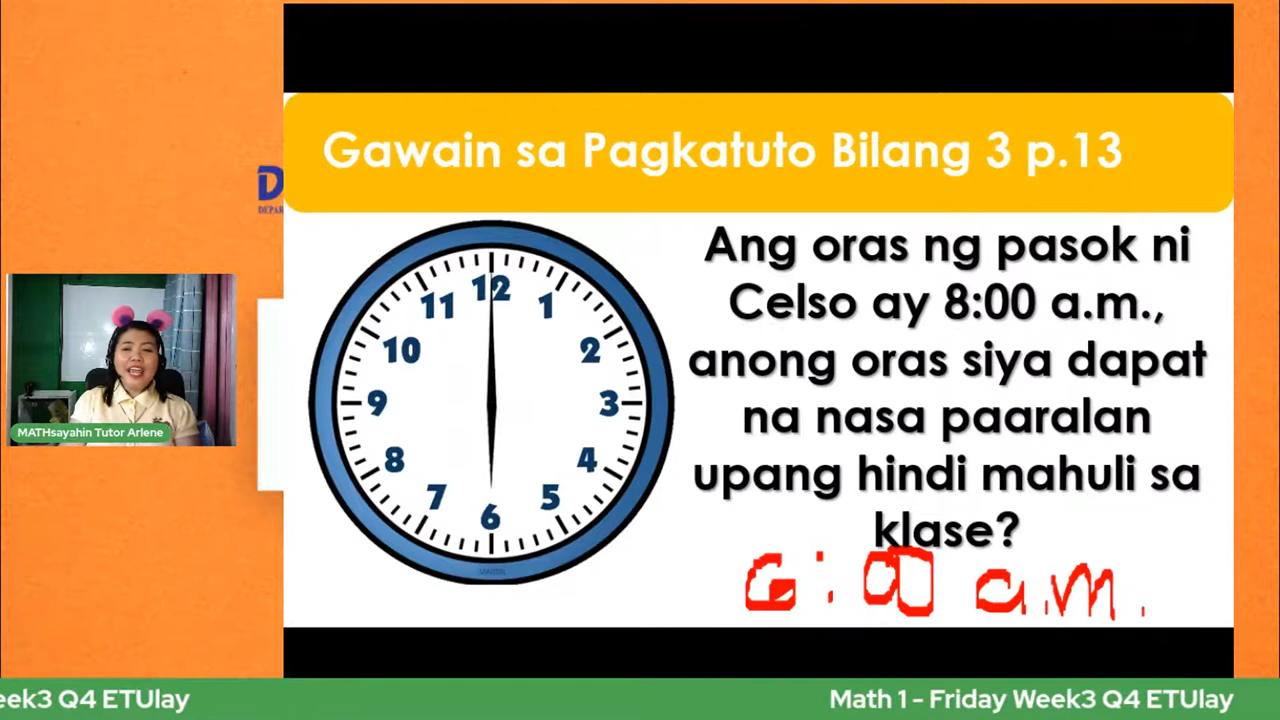 Gawain sa Pagkatuto Bilang 3 p.13
D
DEPAR
12
1
2
3
4
5
6
7
8
9
10
11
Ang oras ng pasok ni
Celso ay 8:00 a.m.,
anong oras siya dapat
na nasa paaralan
upang hindi mahuli sa
klase?
6:00 a.m.
MATHsayahin Tutor Arlene
eek3 Q4 ETUlay
Math 1 - Friday Week3 Q4 ETUlay